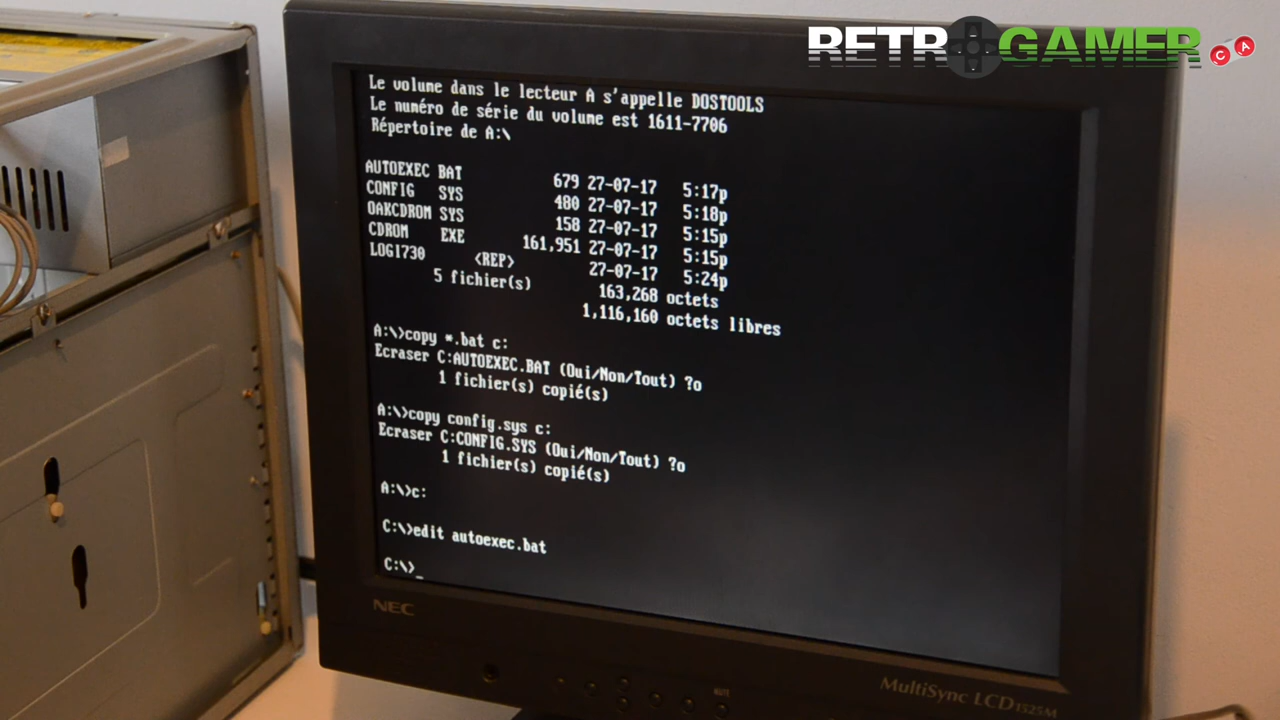 RETROGAMER.CA
Le volume dans le lecteur A s'appelle DOSTOOLS
Le numéro de série du volume est 1611-7706
Répertoire de A:\
AUTOEXEC BAT 679 27-07-17 5:17p
CONFIG SYS 480 27-07-17 5:18p
OAKCDROM SYS 158 27-07-17 5:15p
CDROM EXE 161,951 27-07-17 5:15p
LOGI730 <REP> 27-07-17 5:24p
5 fichier(s) 163,268 octets
1,116,160 octets libres
A:\>copy *.bat c:
Ecraser C:AUTOEXEC.BAT (Oui/Non/Tout) ?o
1 fichier(s) copié(s)
A:\>copy config.sys c:
Ecraser C:CONFIG.SYS (Oui/Non/Tout) ?o
1 fichier(s) copié(s)
A:\>c:
C:\>edit autoexec.bat
C:\>_
NEC
MUTE
MultiSync LCD 1525M